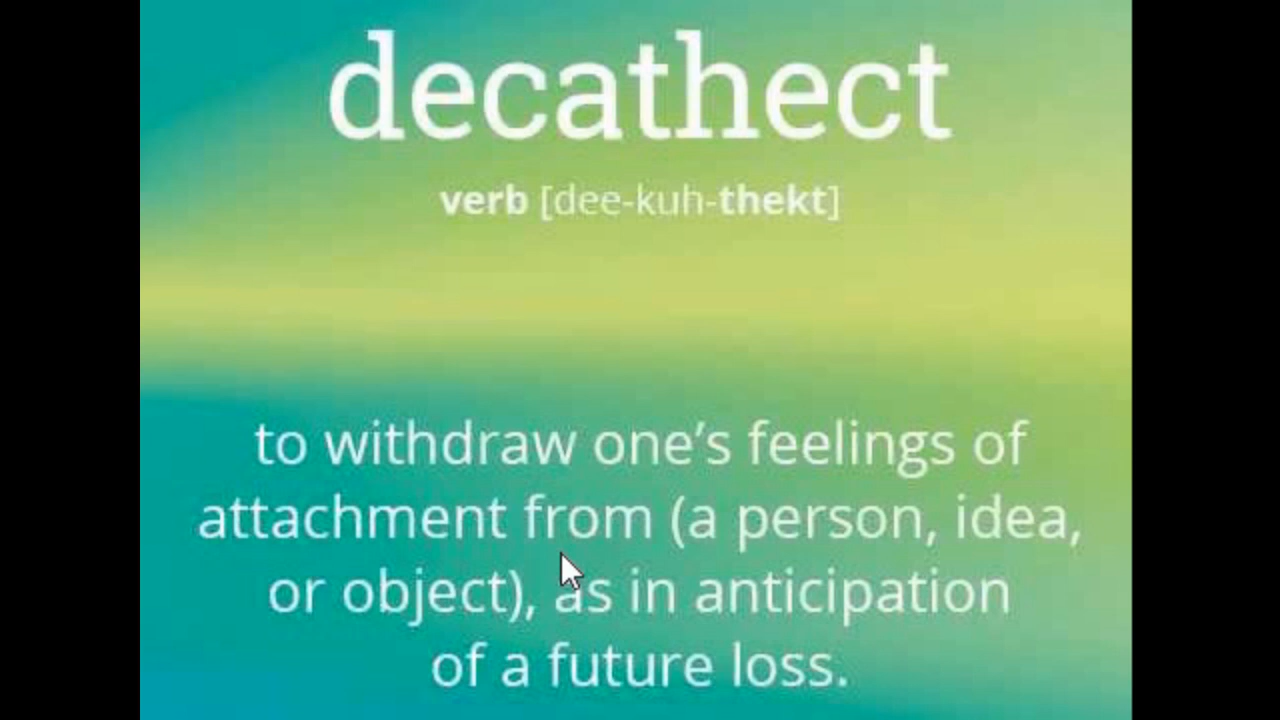 decathect
verb [dee-kuh-thekt]
to withdraw one’s feelings of
attachment from (a person, idea,
or object), as in anticipation
of a future loss.